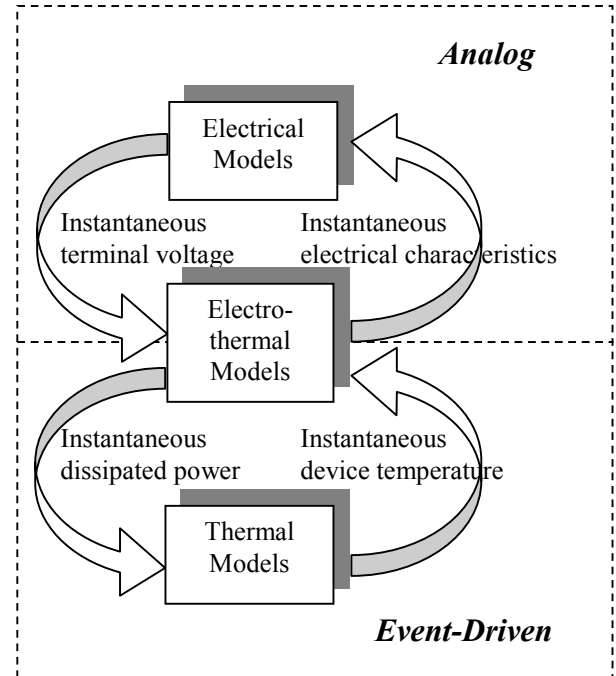 Analog
Electrical
Models
Instantaneous
terminal voltage
Instantaneous
electrical characteristics
Electro-
thermal
Models
Instantaneous
dissipated power
Instantaneous
device temperature
Thermal
Models
Event-Driven